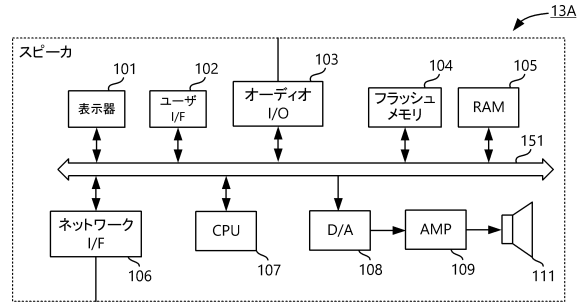 13A
スピーカ
101
102
103
104
105
表示器
ユーザ
I/F
オーディオ
I/O
フラッシュ
メモリ
RAM
151
ネットワーク
I/F
CPU
D/A
AMP
106
107
108
109
111